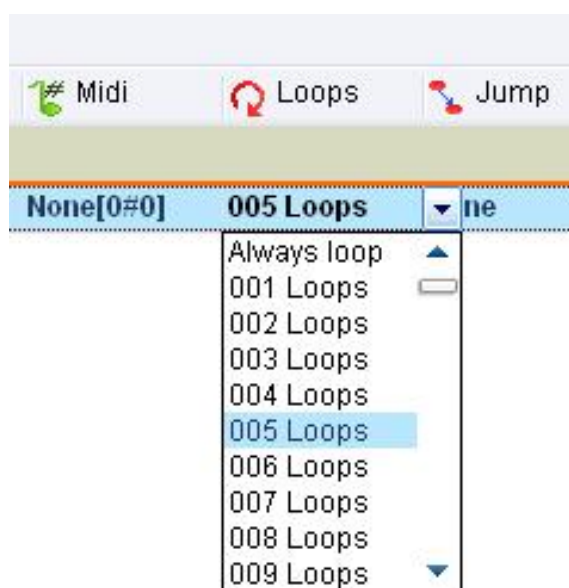 Midi Loops Jump
None[0#0] 005 Loops ne
Always loop
001 Loops
002 Loops
003 Loops
004 Loops
005 Loops
006 Loops
007 Loops
008 Loops
009 Loops